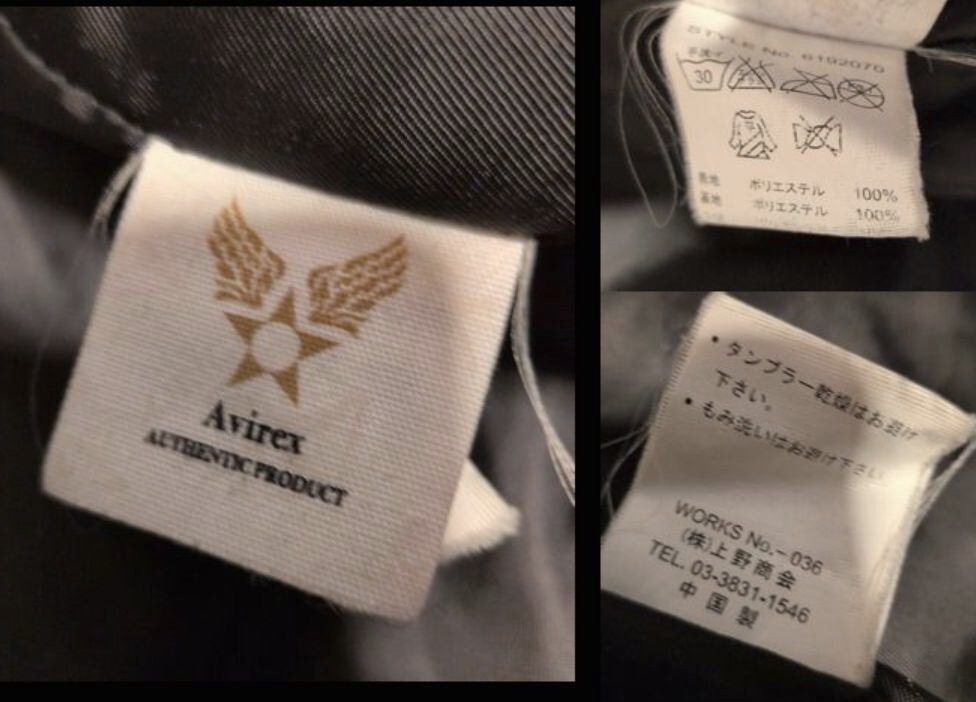 Avirex
AUTHENTIC PRODUCT
STYLE No. 6192070
手洗イ
30
表地 ポリエステル 100%
裏地 ポリエステル 100%
・タンブラー乾燥はお避け
下さい。
・もみ洗いはお避け下さい。
WORKS No.-036
(株)上野商会
TEL. 03-3831-1546
中国製